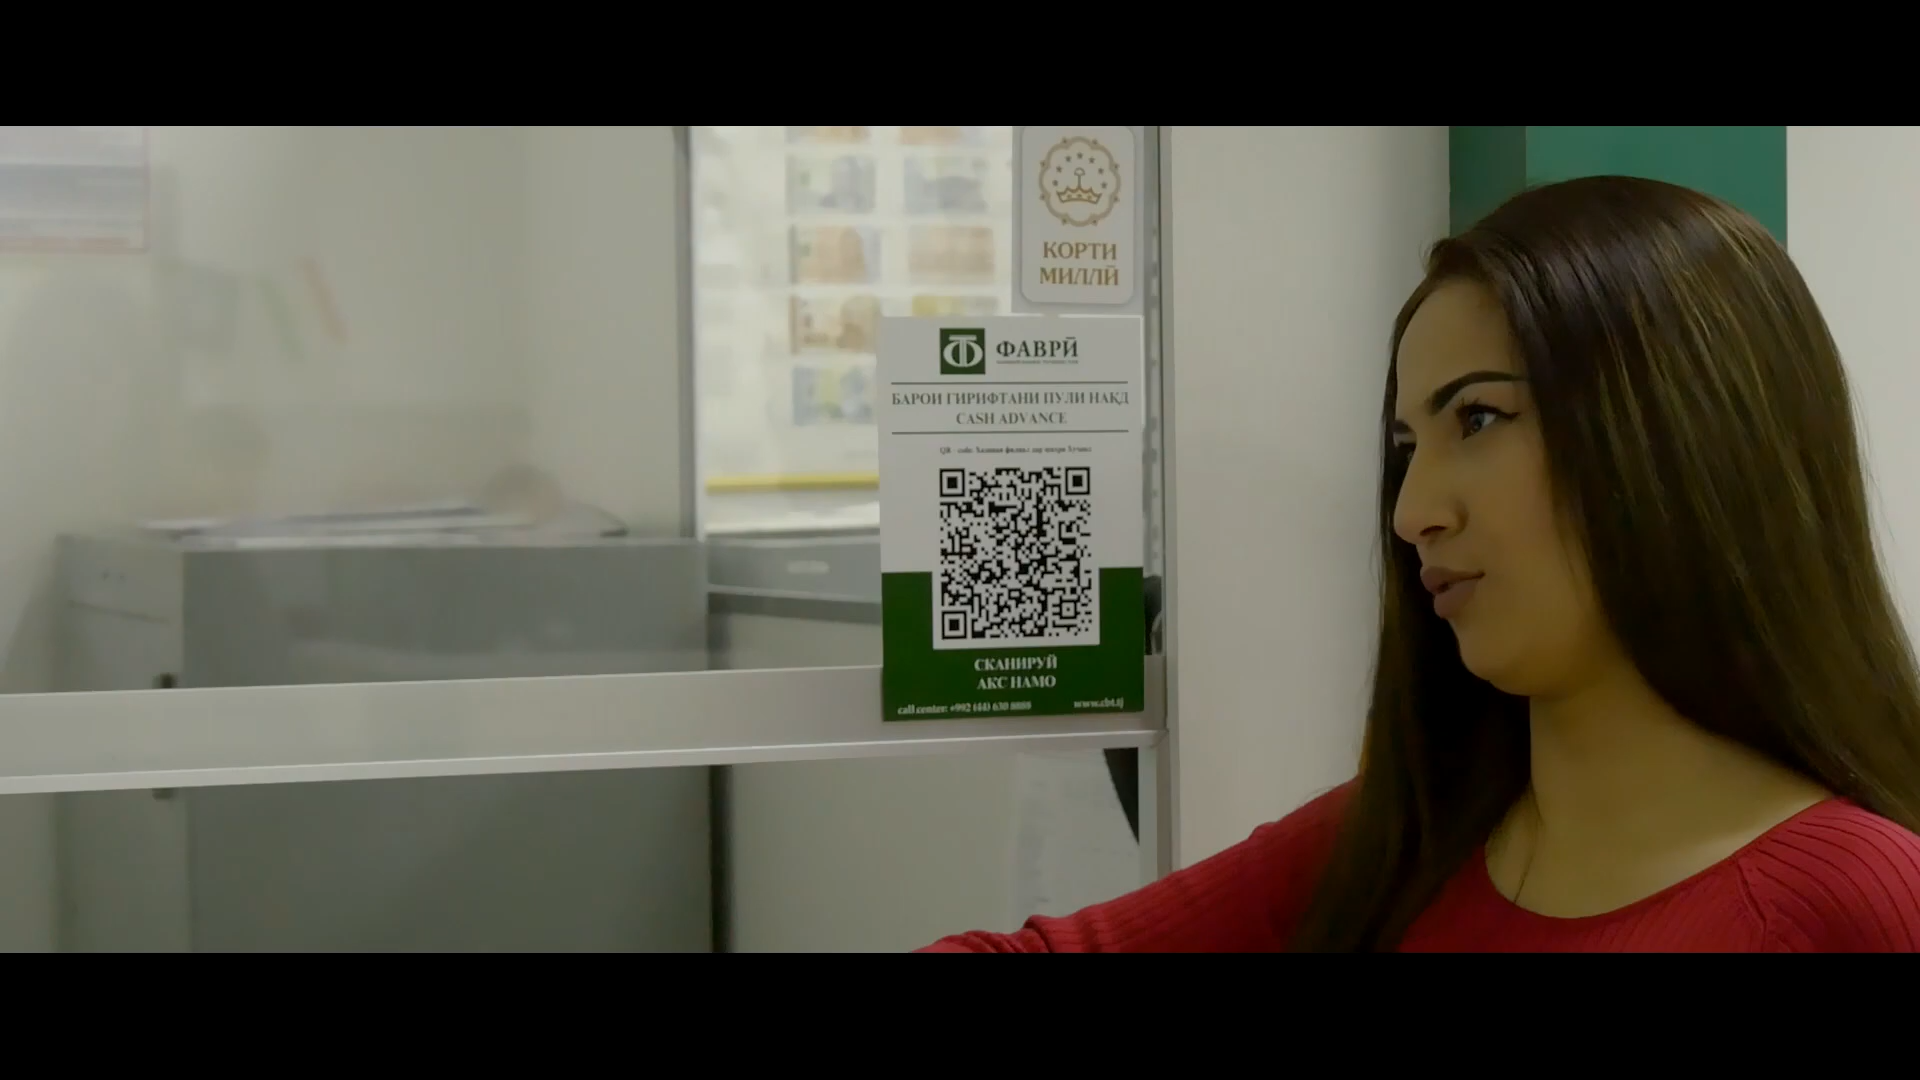 КОРТИ
МИЛЛӢ
ФАВРӢ
БАРОИ ГИРИФТАНИ ПУЛИ НАҚД
CASH ADVANCE
СКАНИРУЙ
АКС НАМО
call center: +992 (44) 630 8888
www.cbt.tj